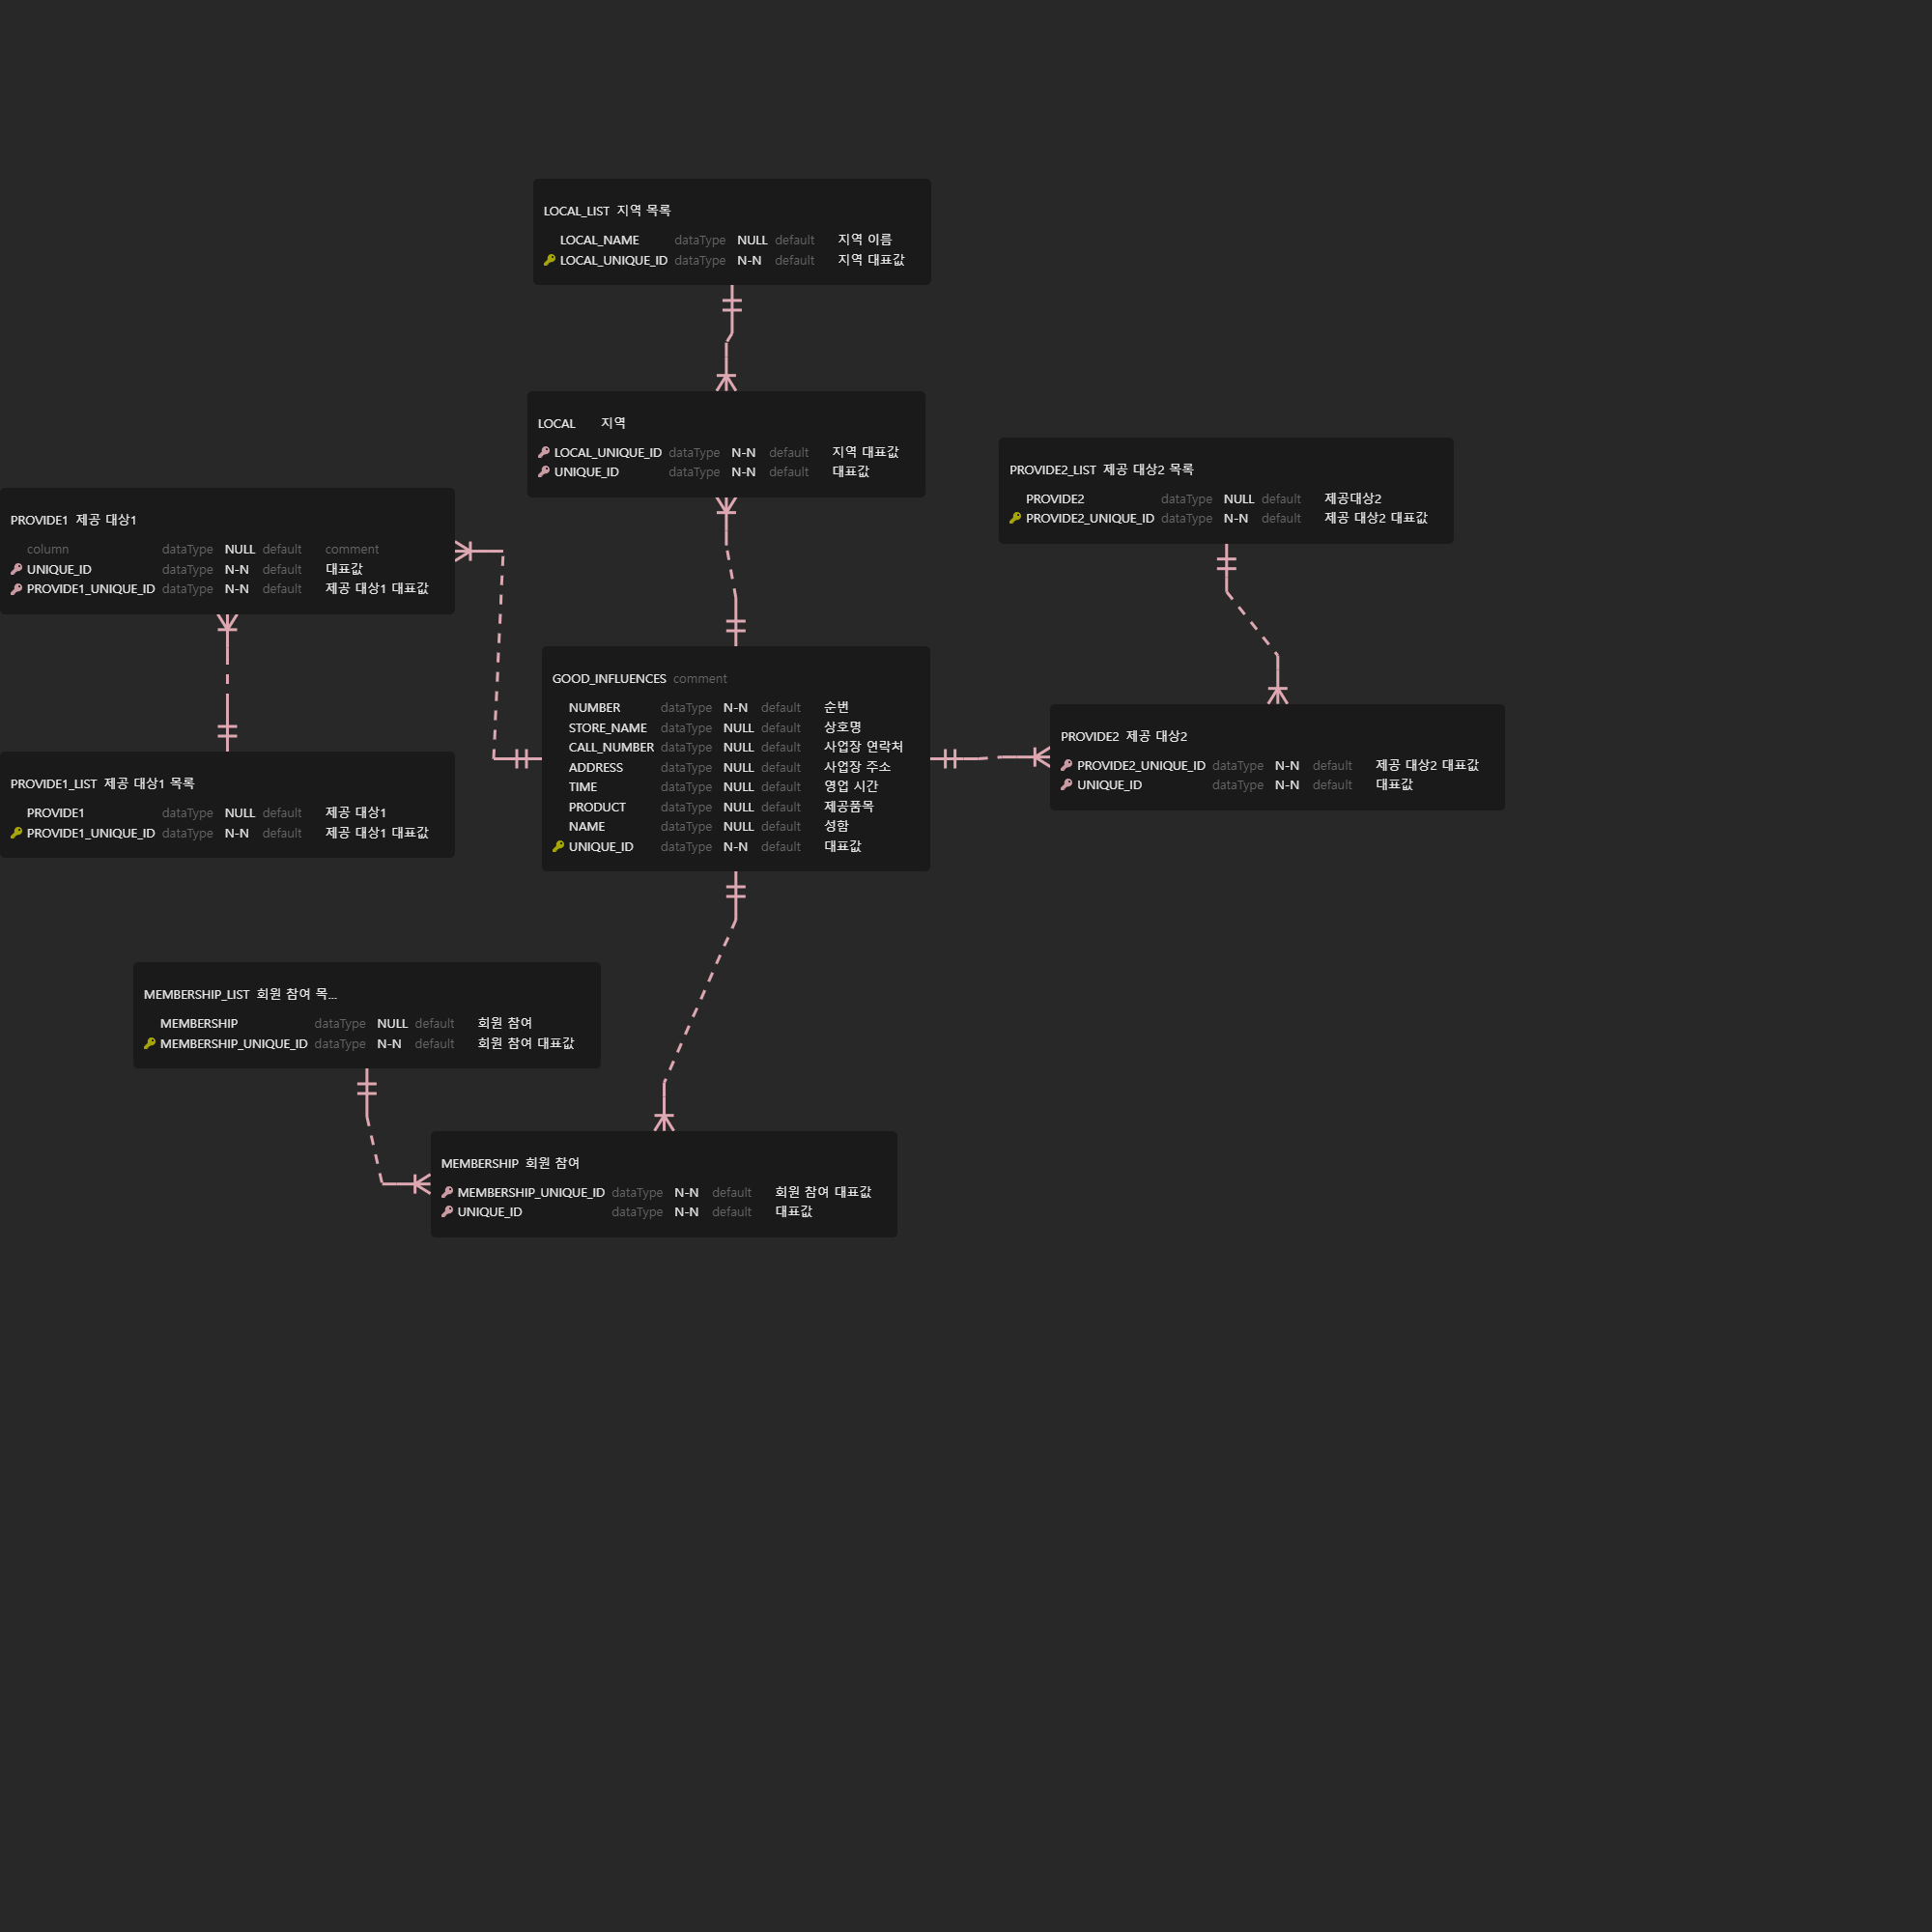 LOCAL_LIST 지역 목록
LOCAL_NAME dataType NULL default 지역 이름
LOCAL_UNIQUE_ID dataType N-N default 지역 대표값
LOCAL 지역
LOCAL_UNIQUE_ID dataType N-N default 지역 대표값
UNIQUE_ID dataType N-N default 대표값
PROVIDE2_LIST 제공 대상2 목록
PROVIDE2 dataType NULL default 제공대상2
PROVIDE2_UNIQUE_ID dataType N-N default 제공 대상2 대표값
PROVIDE1 제공 대상1
column dataType NULL default comment
UNIQUE_ID dataType N-N default 대표값
PROVIDE1_UNIQUE_ID dataType N-N default 제공 대상1 대표값
GOOD_INFLUENCES comment
NUMBER dataType N-N default 순번
STORE_NAME dataType NULL default 상호명
CALL_NUMBER dataType NULL default 사업장 연락처
ADDRESS dataType NULL default 사업장 주소
TIME dataType NULL default 영업 시간
PRODUCT dataType NULL default 제공품목
NAME dataType NULL default 성함
UNIQUE_ID dataType N-N default 대표값
PROVIDE2 제공 대상2
PROVIDE2_UNIQUE_ID dataType N-N default 제공 대상2 대표값
UNIQUE_ID dataType N-N default 대표값
PROVIDE1_LIST 제공 대상1 목록
PROVIDE1 dataType NULL default 제공 대상1
PROVIDE1_UNIQUE_ID dataType N-N default 제공 대상1 대표값
MEMBERSHIP_LIST 회원 참여 목...
MEMBERSHIP dataType NULL default 회원 참여
MEMBERSHIP_UNIQUE_ID dataType N-N default 회원 참여 대표값
MEMBERSHIP 회원 참여
MEMBERSHIP_UNIQUE_ID dataType N-N default 회원 참여 대표값
UNIQUE_ID dataType N-N default 대표값